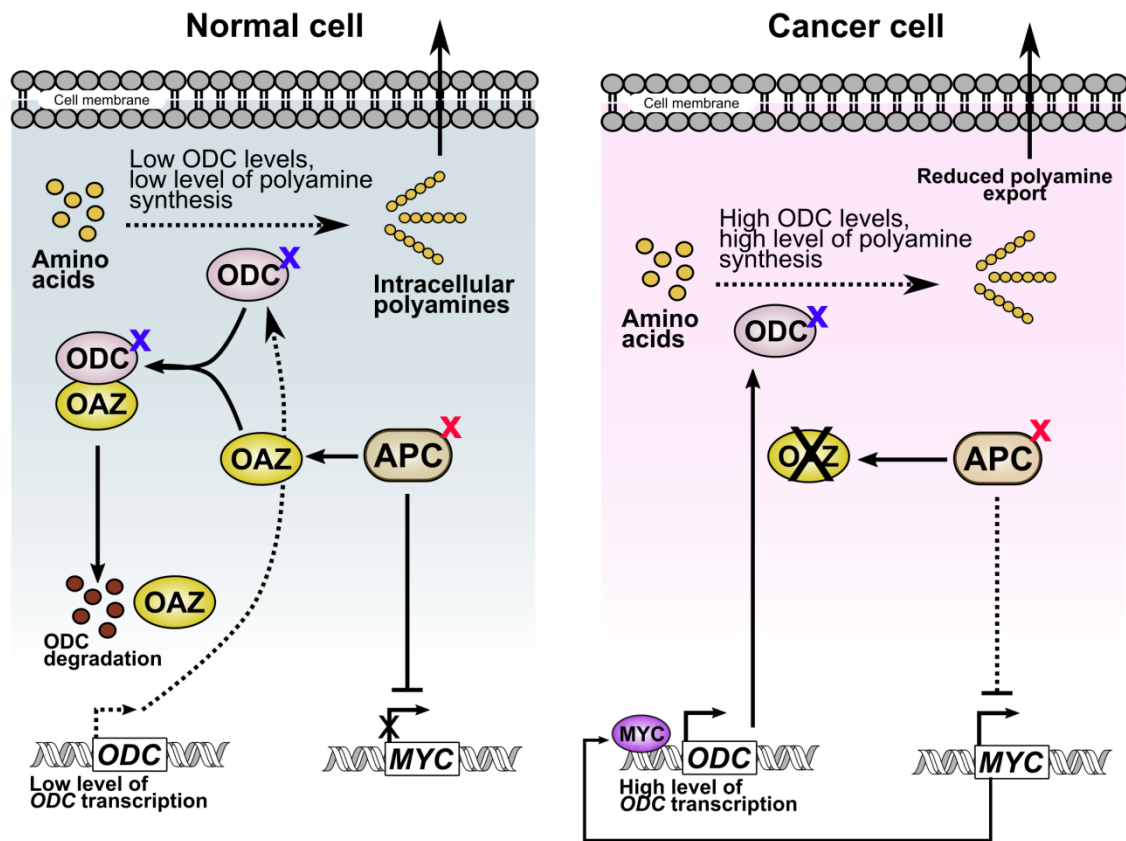 Normal cell
Cell membrane
Low ODC levels,
low level of polyamine
synthesis
Amino
acids
ODC
X
Intracellular
polyamines
ODC
X
OAZ
OAZ
APC
X
OAZ
ODC
degradation
X
ODC
MYC
Low level of
ODC transcription
Cancer cell
Cell membrane
Reduced polyamine
export
High ODC levels,
high level of polyamine
synthesis
Amino
acids
ODC
X
OAZ
APC
X
MYC
ODC
MYC
High level of
ODC transcription